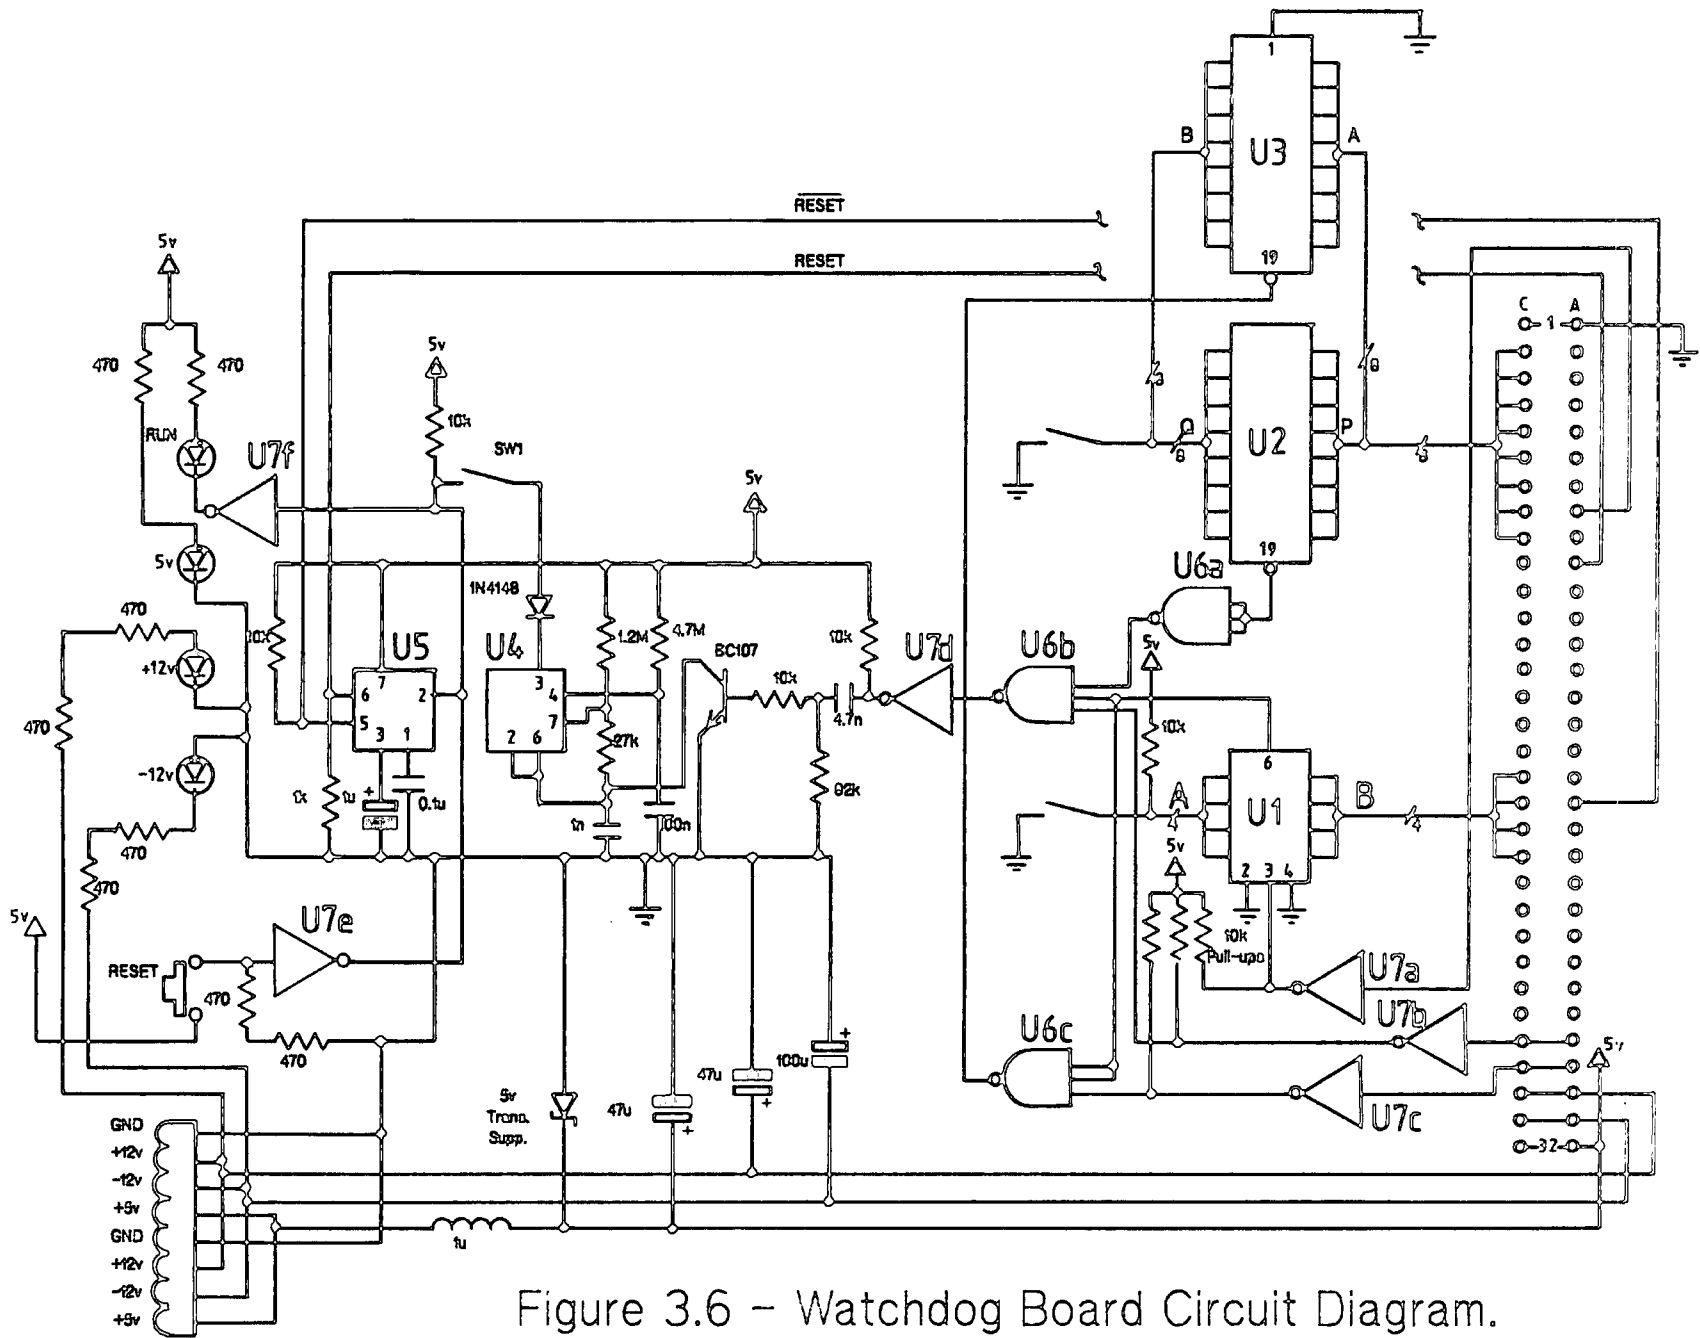 1
U3
B
A
19
RESET
RESET
5v
470
470
RUN
U7f
5v
10k
SW1
5v
C
1
A
8
8
Q
8
U2
P
8
19
U6a
5v
1N4148
470
+12v
10k
U5
7
6
2
5
3
1
U4
3
4
7
2
6
1.2M
4.7M
BC107
10k
10k
U7d
4.7n
U6b
5v
10k
27k
82k
470
-12v
1k
1u
0.1u
1n
100n
A
4
6
U1
B
4
2
3
4
5v
470
470
5v
U7e
RESET
470
470
10k
Pull-ups
U7a
U7b
U6c
U7c
5v
5v
Trans.
Supp.
47u
47u
100u
32
GND
+12v
-12v
+5v
GND
+12v
-12v
+5v
1u
Figure 3.6 - Watchdog Board Circuit Diagram.